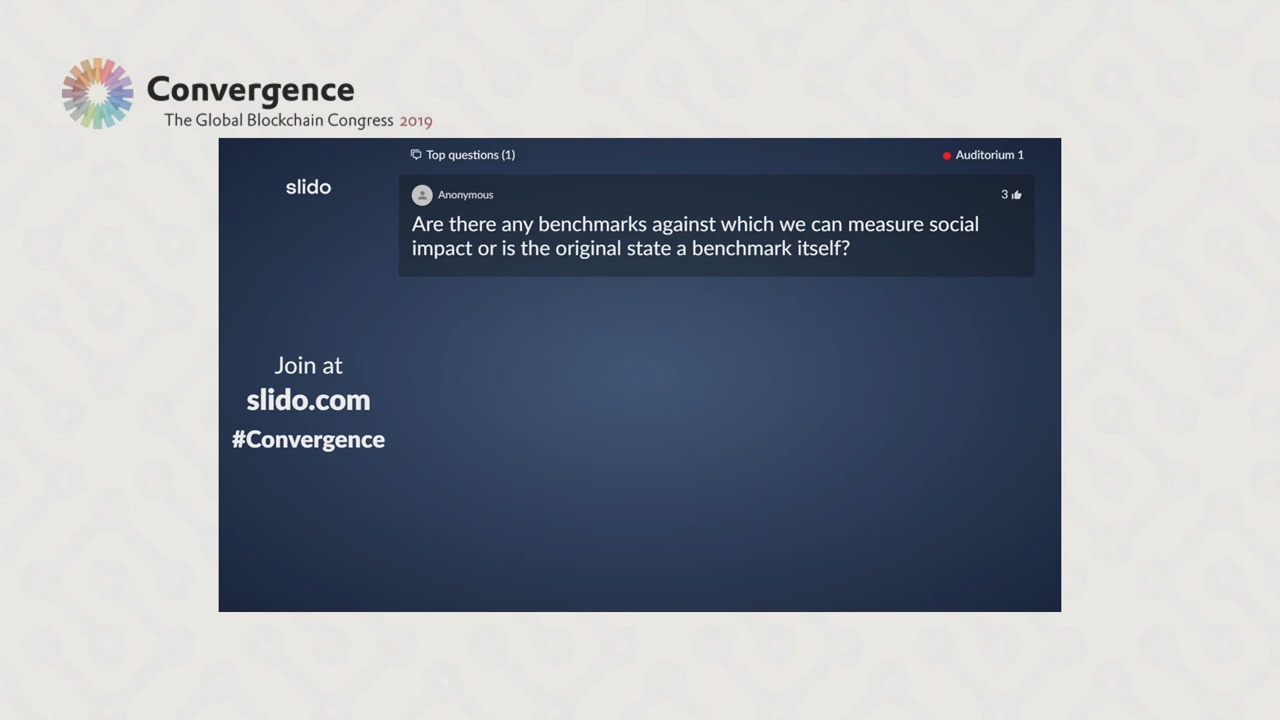 Convergence
The Global Blockchain Congress 2019
Top questions (1)
Auditorium 1
slido
Anonymous
3
Are there any benchmarks against which we can measure social
impact or is the original state a benchmark itself?
Join at
slido.com
#Convergence